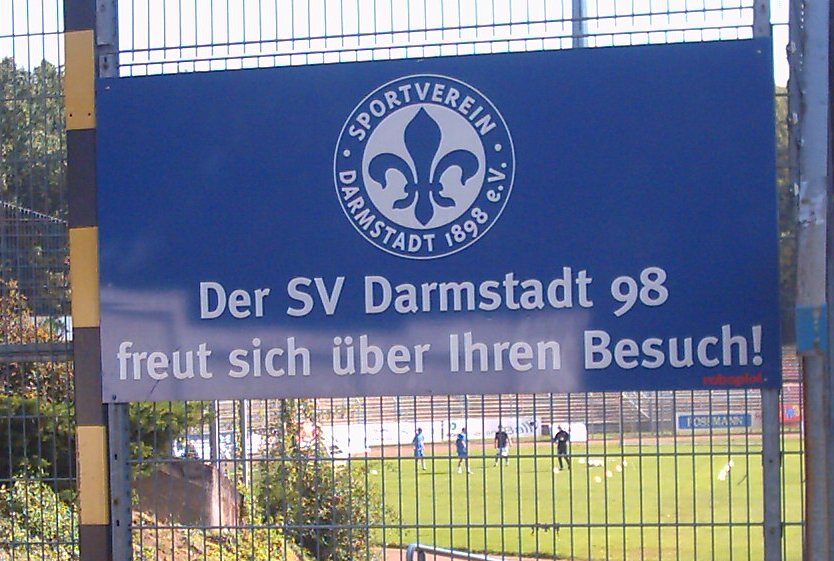 SPORTVEREIN
DARMSTADT 1898 e.V.
Der SV Darmstadt 98
freut sich über Ihren Besuch!